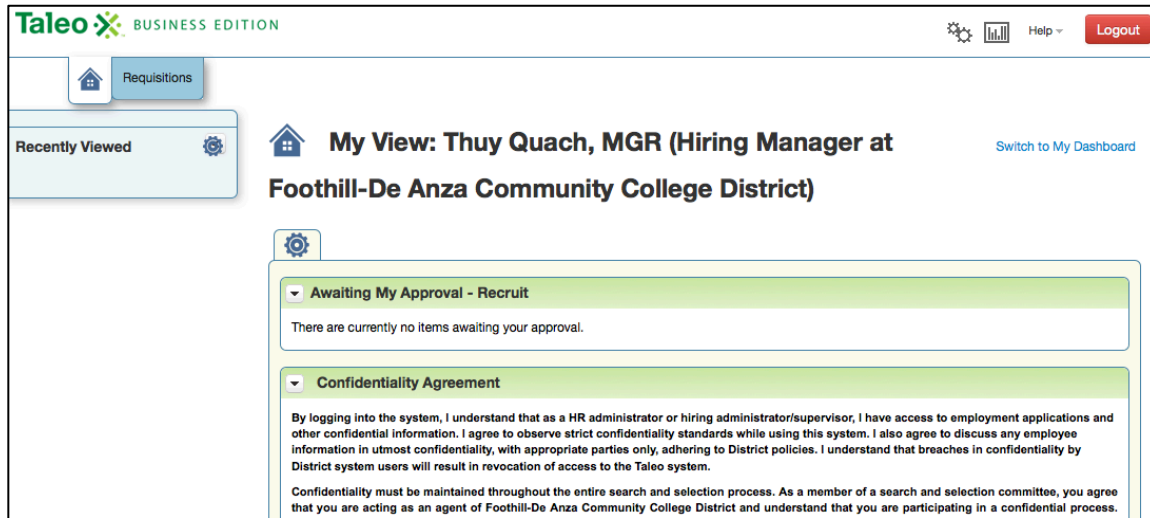 Taleo BUSINESS EDITION
Help
Logout
Requisitions
Recently Viewed
My View: Thuy Quach, MGR (Hiring Manager at
Foothill-De Anza Community College District)
Switch to My Dashboard
Awaiting My Approval - Recruit
There are currently no items awaiting your approval.
Confidentiality Agreement
By logging into the system, I understand that as a HR administrator or hiring administrator/supervisor, I have access to employment applications and
other confidential information. I agree to observe strict confidentiality standards while using this system. I also agree to discuss any employee
information in utmost confidentiality, with appropriate parties only, adhering to District policies. I understand that breaches in confidentiality by
District system users will result in revocation of access to the Taleo system.
Confidentiality must be maintained throughout the entire search and selection process. As a member of a search and selection committee, you agree
that you are acting as an agent of Foothill-De Anza Community College District and understand that you are participating in a confidential process.